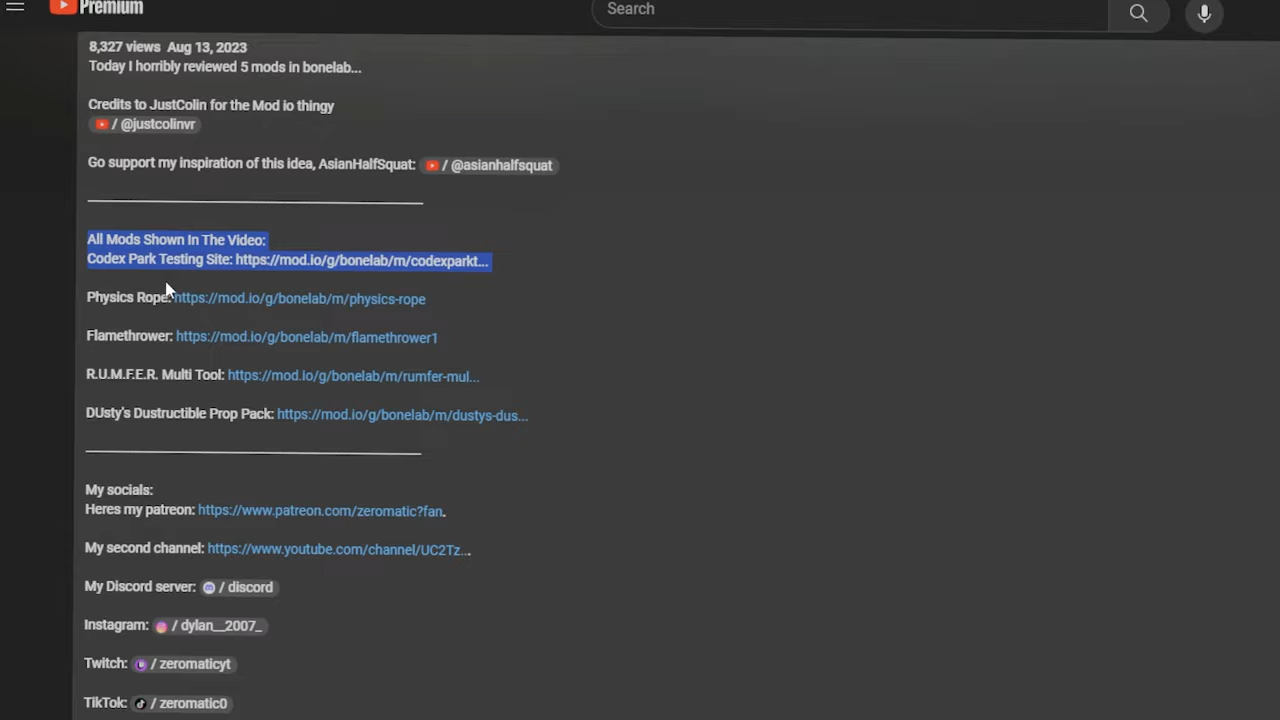 Premium
Search
8,327 views Aug 13, 2023
Today I horribly reviewed 5 mods in bonelab...
Credits to JustColin for the Mod io thingy
/ @justcolinvr
Go support my inspiration of this idea, AsianHalfSquat: / @asianhalfsquat
All Mods Shown In The Video:
Codex Park Testing Site: https://mod.io/g/bonelab/m/codexparkt...
Physics Rope: https://mod.io/g/bonelab/m/physics-rope
Flamethrower: https://mod.io/g/bonelab/m/flamethrower1
R.U.M.F.E.R. Multi Tool: https://mod.io/g/bonelab/m/rumfer-mul...
DUsty's Dustructible Prop Pack: https://mod.io/g/bonelab/m/dustys-dus...
My socials:
Heres my patreon: https://www.patreon.com/zeromatic?fan.
My second channel: https://www.youtube.com/channel/UC2Tz...
My Discord server: / discord
Instagram: / dylan__2007_
Twitch: / zeromaticyt
TikTok: / zeromatic0